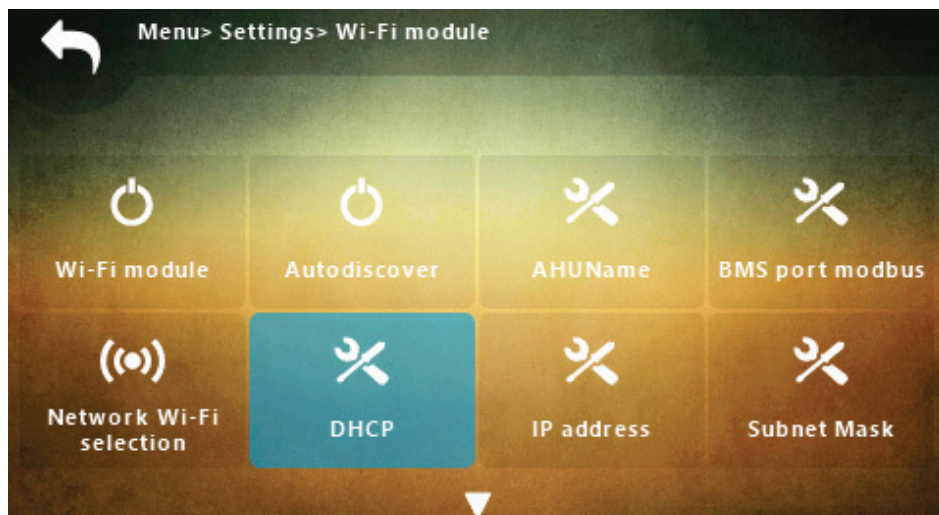 Menu> Settings> Wi-Fi module
Wi-Fi module
Autodiscover
AHUName
BMS port modbus
Network Wi-Fi
selection
DHCP
IP address
Subnet Mask